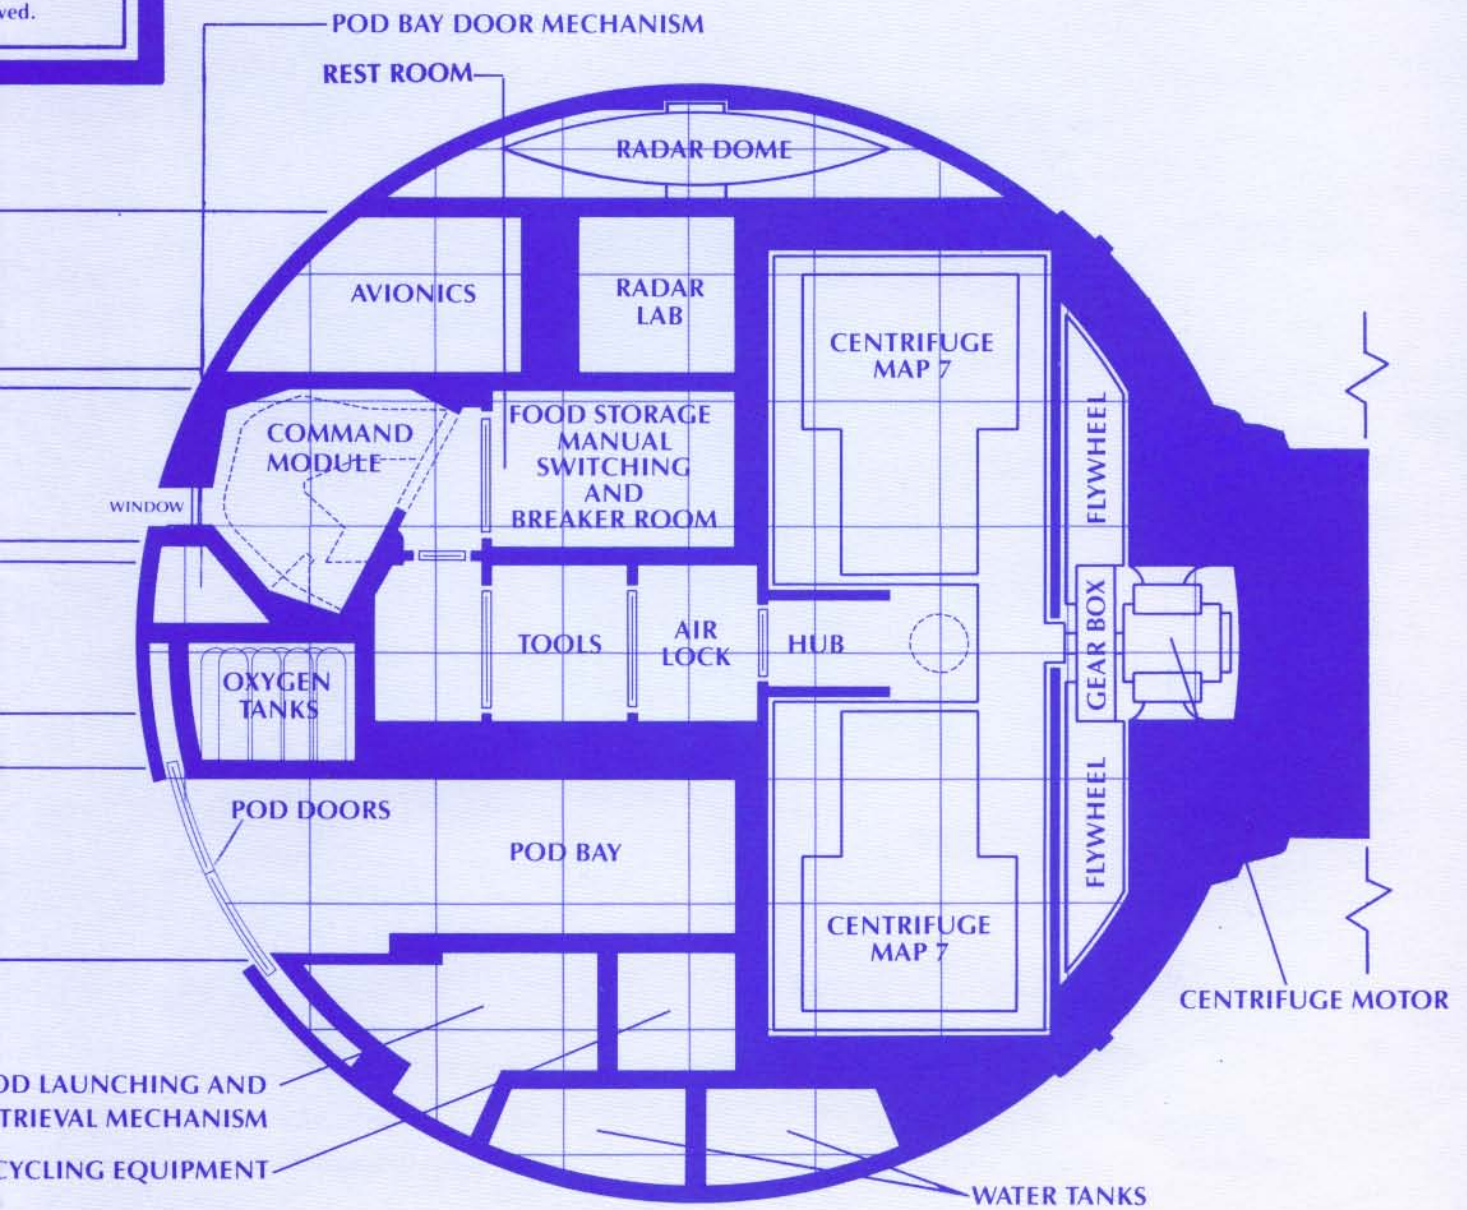 ved.
POD BAY DOOR MECHANISM
REST ROOM
RADAR DOME
AVIONICS
RADAR
LAB
CENTRIFUGE
MAP 7
COMMAND
MODULE
FOOD STORAGE
MANUAL
SWITCHING
AND
BREAKER ROOM
FLYWHEEL
WINDOW
OXYGEN
TANKS
TOOLS
AIR
LOCK
HUB
GEAR BOX
POD DOORS
POD BAY
FLYWHEEL
CENTRIFUGE
MAP 7
CENTRIFUGE MOTOR
OD LAUNCHING AND
TRIEVAL MECHANISM
CYCLING EQUIPMENT
WATER TANKS